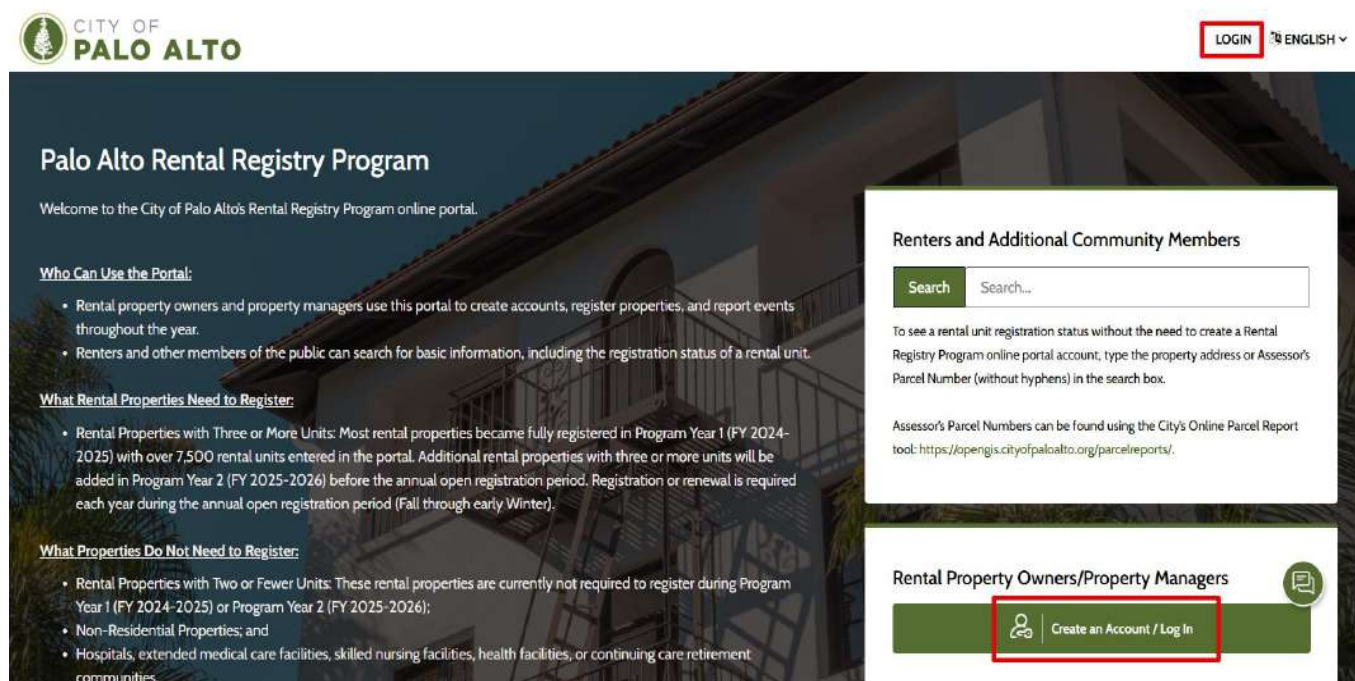 CITY OF
PALO ALTO
LOGIN
ENGLISH
Palo Alto Rental Registry Program
Welcome to the City of Palo Alto's Rental Registry Program online portal.
Who Can Use the Portal:
• Rental property owners and property managers use this portal to create accounts, register properties, and report events
throughout the year.
• Renters and other members of the public can search for basic information, including the registration status of a rental unit.
What Rental Properties Need to Register:
• Rental Properties with Three or More Units: Most rental properties became fully registered in Program Year 1 (FY 2024-
2025) with over 7,500 rental units entered in the portal. Additional rental properties with three or more units will be
added in Program Year 2 (FY 2025-2026) before the annual open registration period. Registration or renewal is required
each year during the annual open registration period (Fall through early Winter).
What Properties Do Not Need to Register:
• Rental Properties with Two or Fewer Units: These rental properties are currently not required to register during Program
Year 1 (FY 2024-2025) or Program Year 2 (FY 2025-2026);
• Non-Residential Properties; and
• Hospitals, extended medical care facilities, skilled nursing facilities, health facilities, or continuing care retirement
communities.
Renters and Additional Community Members
Search
Search...
To see a rental unit registration status without the need to create a Rental
Registry Program online portal account, type the property address or Assessor's
Parcel Number (without hyphens) in the search box.
Assessor's Parcel Numbers can be found using the City's Online Parcel Report
tool: https://opengis.cityofpaloalto.org/parcelreports/.
Rental Property Owners/Property Managers
Create an Account / Log In